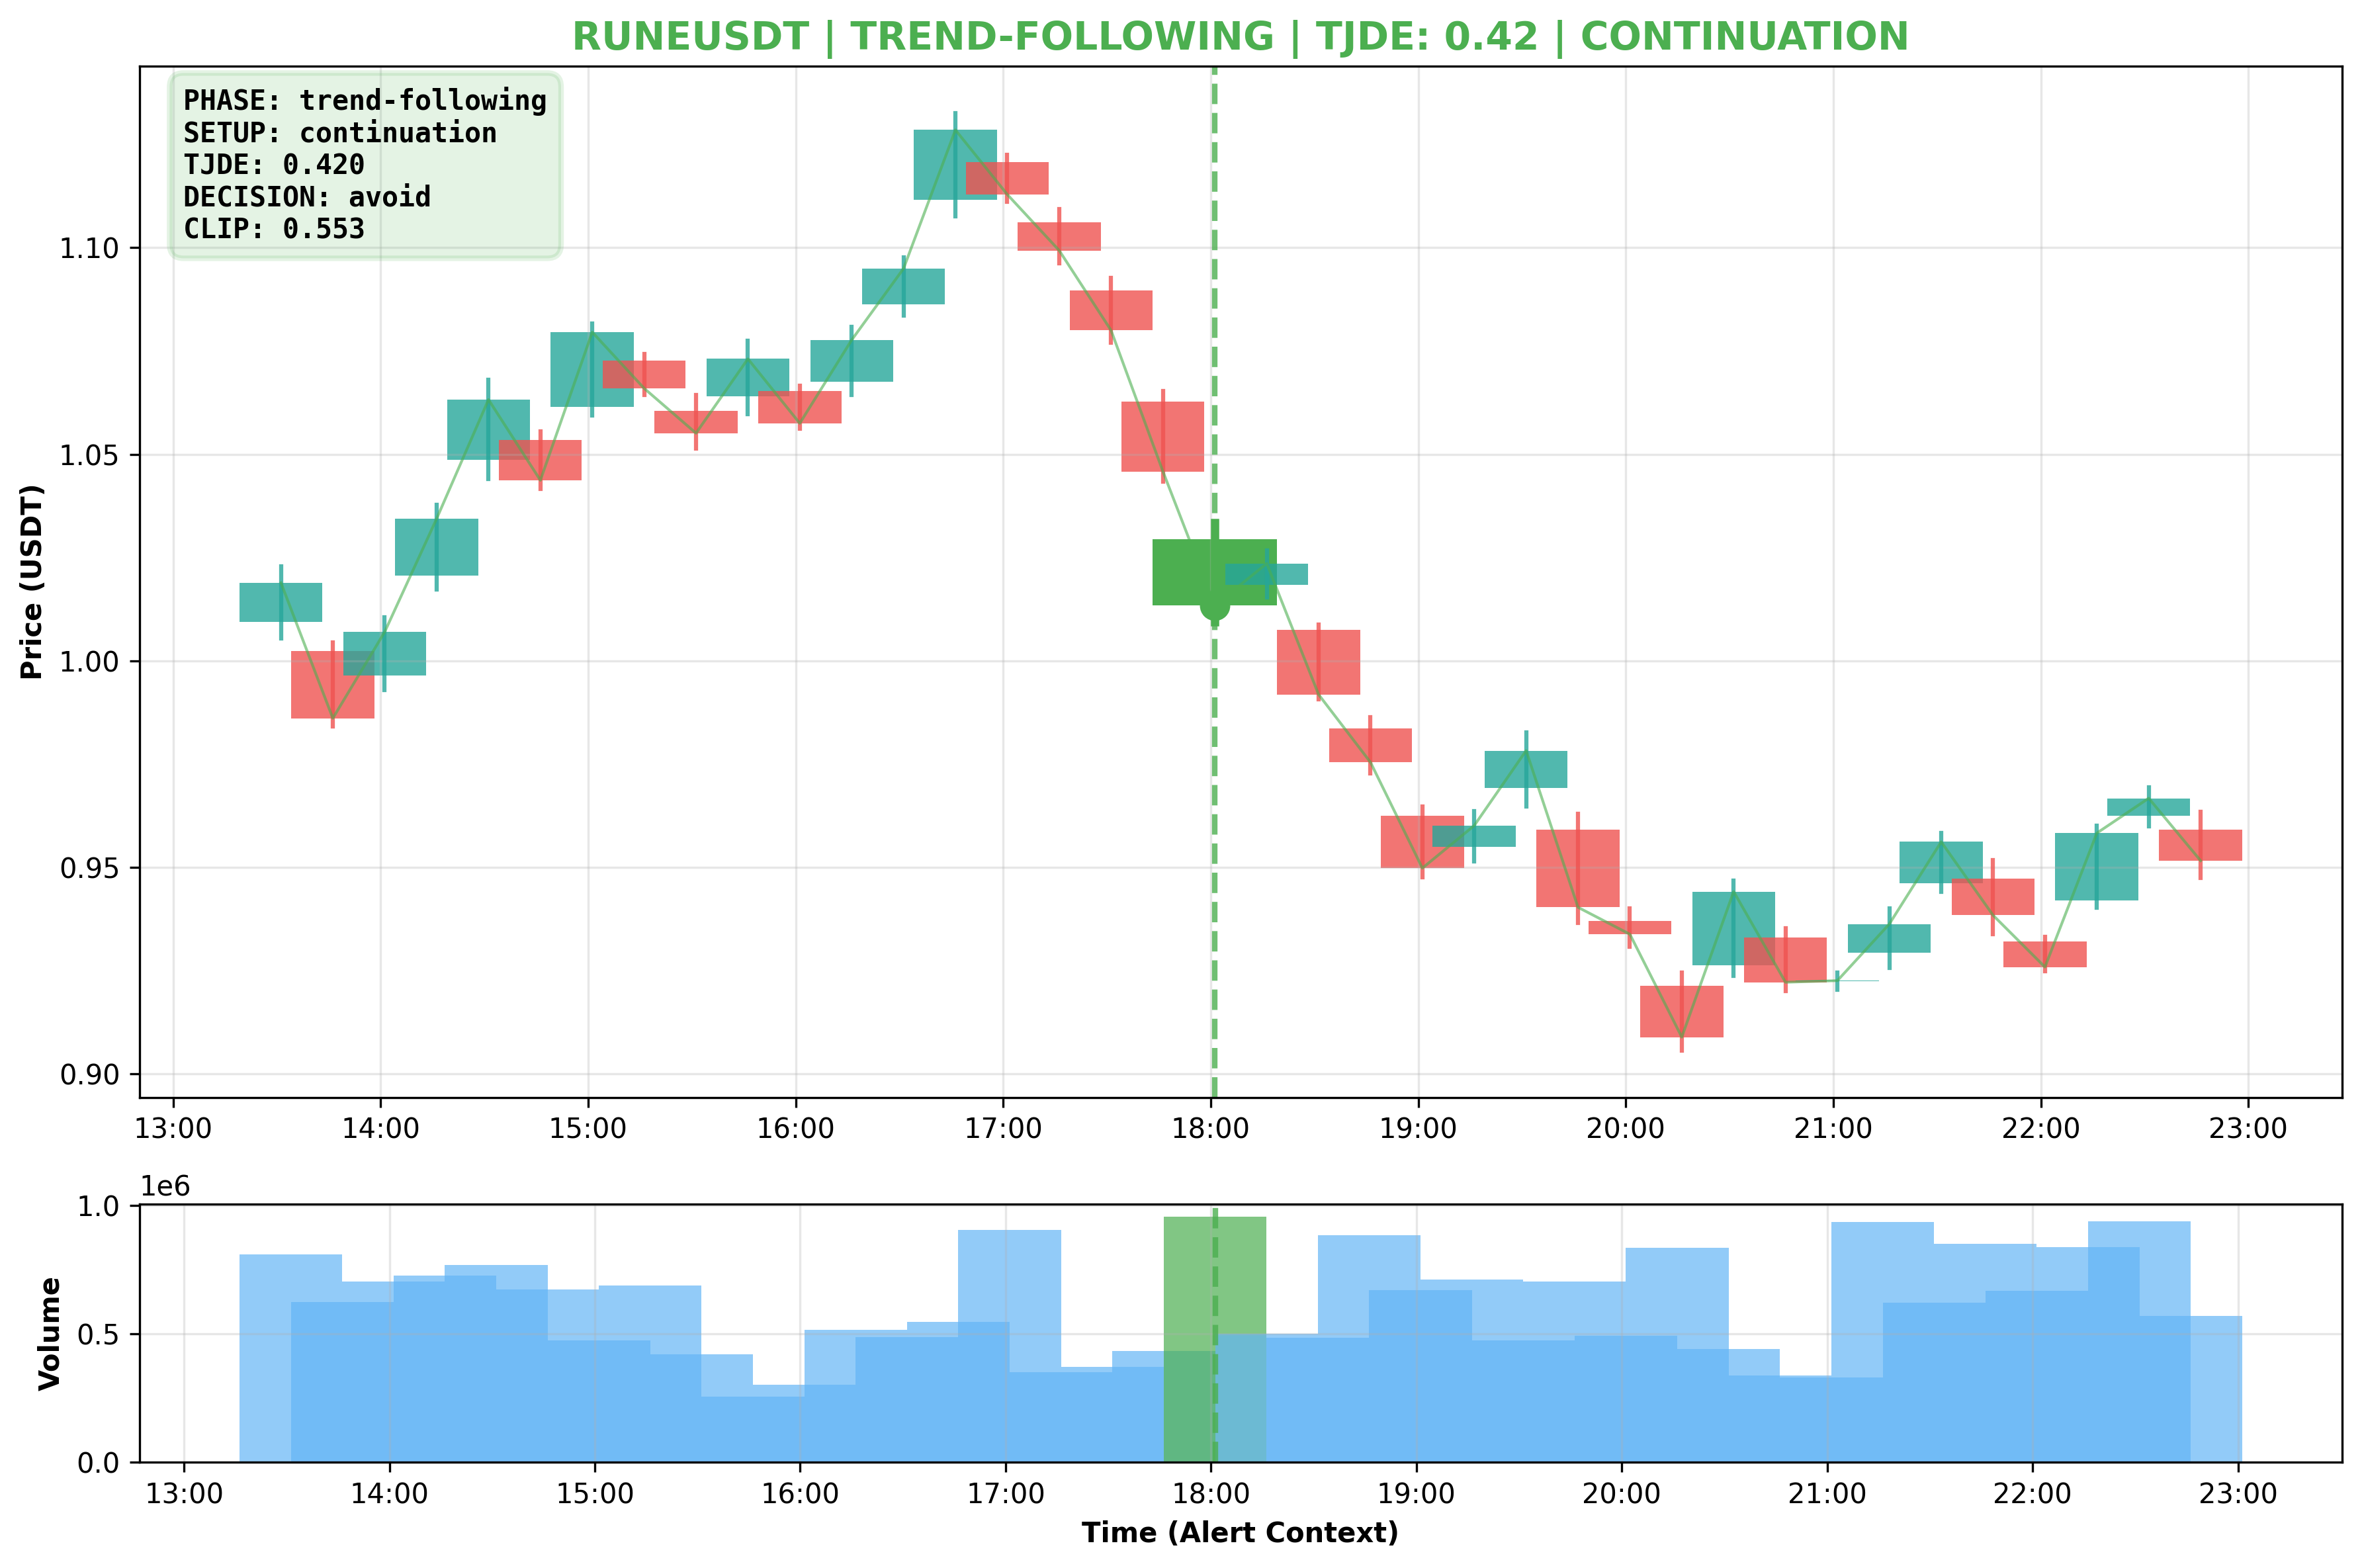 RUNEUSDT | TREND-FOLLOWING | TJDE: 0.42 | CONTINUATION
PHASE: trend-following
SETUP: continuation
TJDE: 0.420
DECISION: avoid
CLIP: 0.553
Price (USDT)
1.10
1.05
1.00
0.95
0.90
13:00 14:00 15:00 16:00 17:00 18:00 19:00 20:00 21:00 22:00 23:00
1e6
Volume
1.0
0.5
0.0
13:00 14:00 15:00 16:00 17:00 18:00 19:00 20:00 21:00 22:00 23:00
Time (Alert Context)